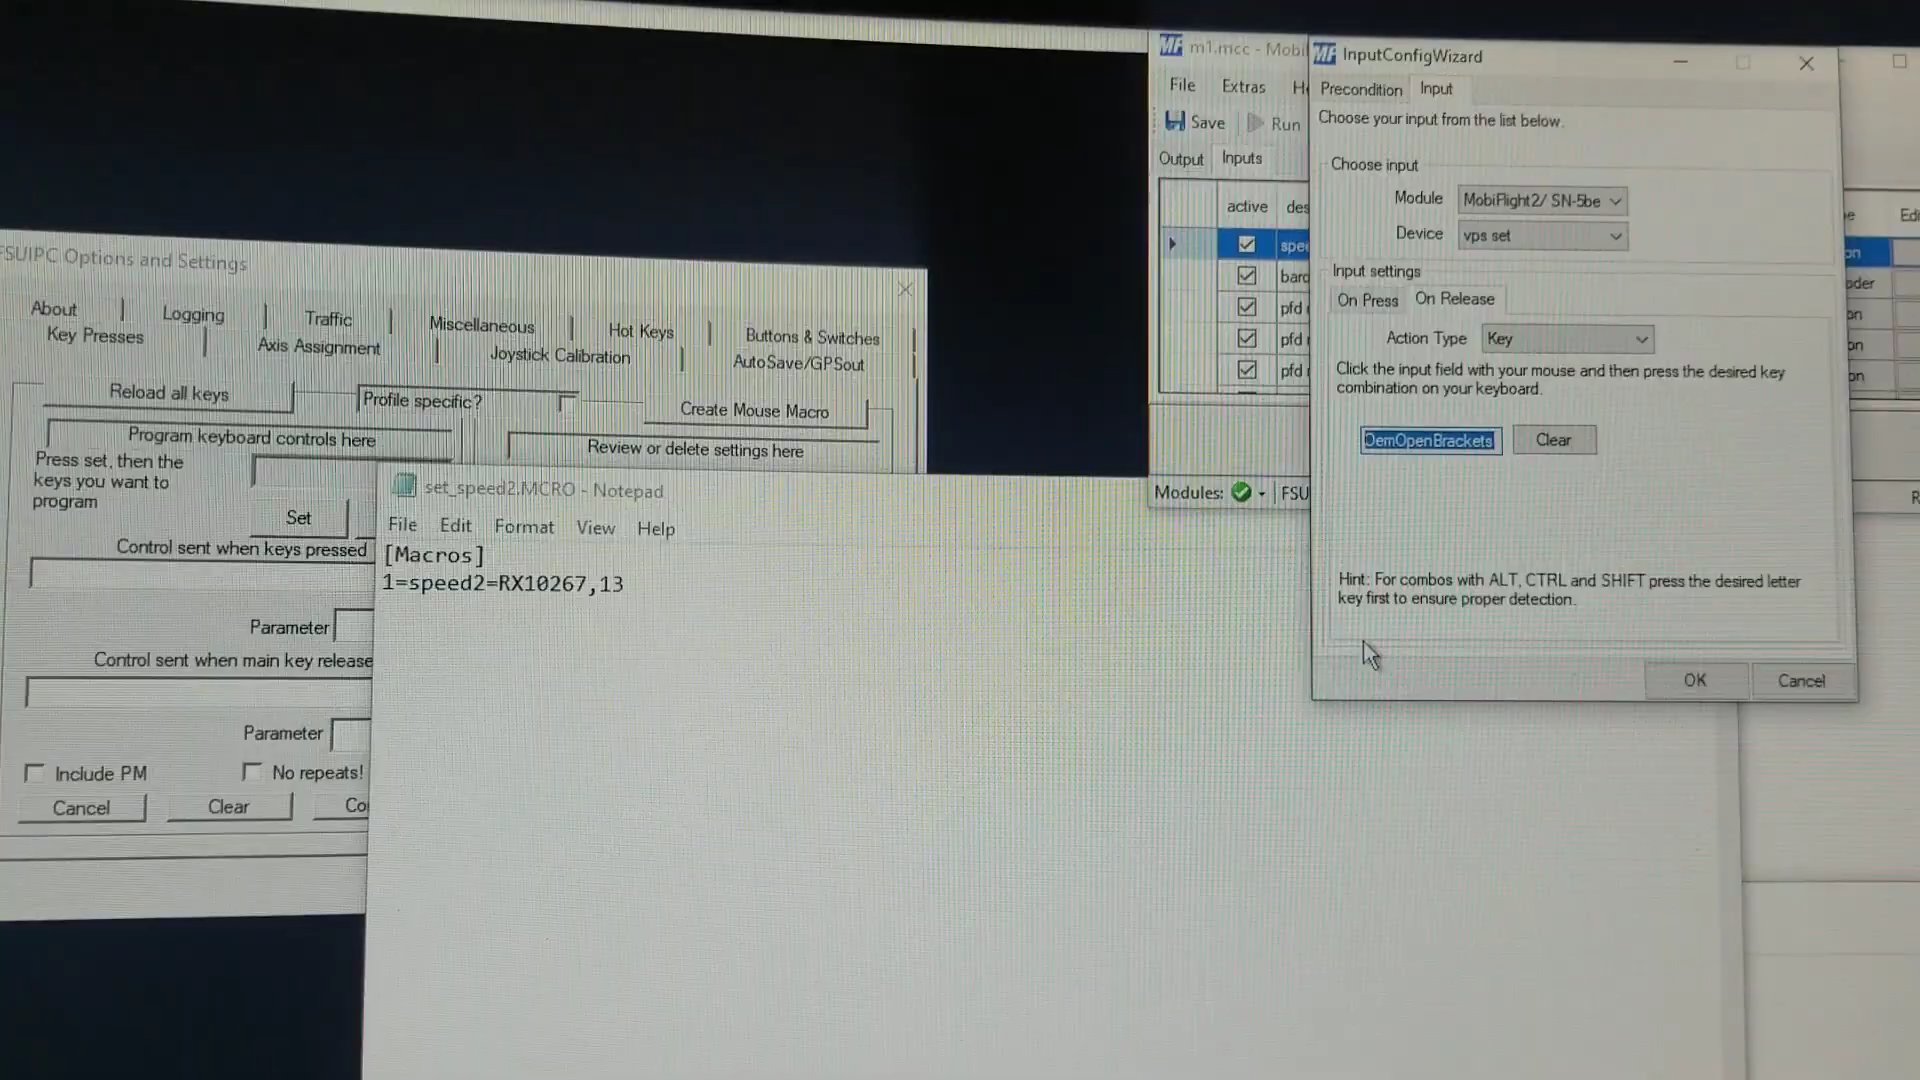 FSUIPC Options and Settings
About
Logging
Traffic
Miscellaneous
Hot Keys
Buttons & Switches
Key Presses
Axis Assignment
Joystick Calibration
AutoSave/GPSout
Reload all keys
Profile specific?
Create Mouse Macro
Program keyboard controls here
Review or delete settings here
Press set, then the
keys you want to
program
Set
Control sent when keys pressed
Parameter
Control sent when main key release
Parameter
Include PM
No repeats!
Cancel
Clear
set_speed2.MCRO - Notepad
File Edit Format View Help
[Macros]
1=speed2=RX10267,13
m1.mcc - Mobi
File Extras
Save Run
Output Inputs
active des
spee
baro
pfd
pfd
pfd
Modules: FSU
InputConfigWizard
Precondition Input
Choose your input from the list below.
Choose input
Module MobiFlight2/ SN-5be
Device vps set
Input settings
On Press On Release
Action Type Key
Click the input field with your mouse and then press the desired key
combination on your keyboard.
OemOpenBrackets Clear
Hint: For combos with ALT, CTRL and SHIFT press the desired letter
key first to ensure proper detection.
OK Cancel